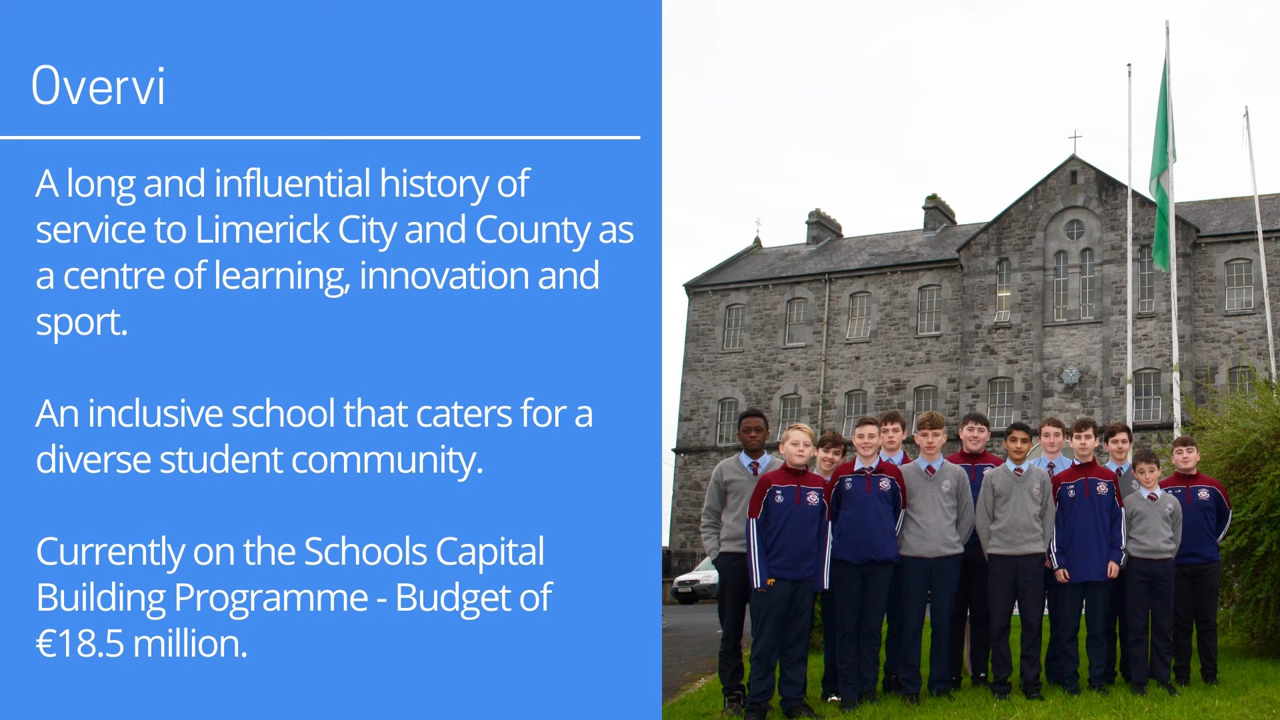 Overvi
A long and influential history of
service to Limerick City and County as
a centre of learning, innovation and
sport.
An inclusive school that caters for a
diverse student community.
Currently on the Schools Capital
Building Programme - Budget of
€18.5 million.